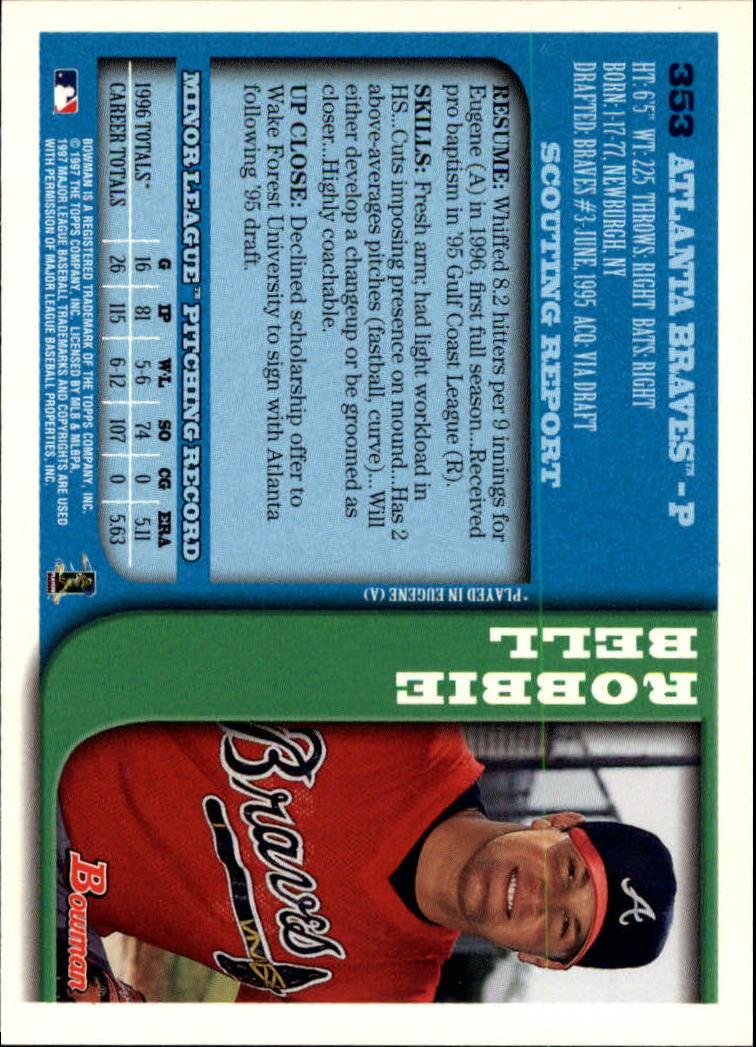 353 ATLANTA BRAVES™ - P
HT: 6'5" WT: 225 THROWS: RIGHT BATS: RIGHT
BORN: 1-17-77, NEWBURGH, NY
DRAFTED: BRAVES #3-JUNE, 1995 ACQ: VIA DRAFT
SCOUTING REPORT
RESUME: Whiffed 8.2 hitters per 9 innings for
Eugene (A) in 1996, first full season...Received
pro baptism in '95 Gulf Coast League (R).
SKILLS: Fresh arm; had light workload in
HS...Cuts imposing presence on mound...Has 2
above-averages pitches (fastball, curve)... Will
either develop a changeup or be groomed as
closer...Highly coachable.
UP CLOSE: Declined scholarship offer to
Wake Forest University to sign with Atlanta
following '95 draft.
MINOR LEAGUE™ PITCHING RECORD
G IP WL SO CG ERA
1996 TOTALS* 16 81 5-6 74 0 5.11
CAREER TOTALS 26 115 6-12 107 0 5.63
BOWMAN IS A REGISTERED TRADEMARK OF THE TOPPS COMPANY, INC.
© 1997 THE TOPPS COMPANY, INC. LICENSED BY MLB & MLBPA
1997 MAJOR LEAGUE BASEBALL TRADEMARKS AND COPYRIGHTS ARE USED
WITH PERMISSION OF MAJOR LEAGUE BASEBALL PROPERTIES, INC.
*PLAYED IN EUGENE (A)
ROBBIE
BELL
A
Braves
Bowman